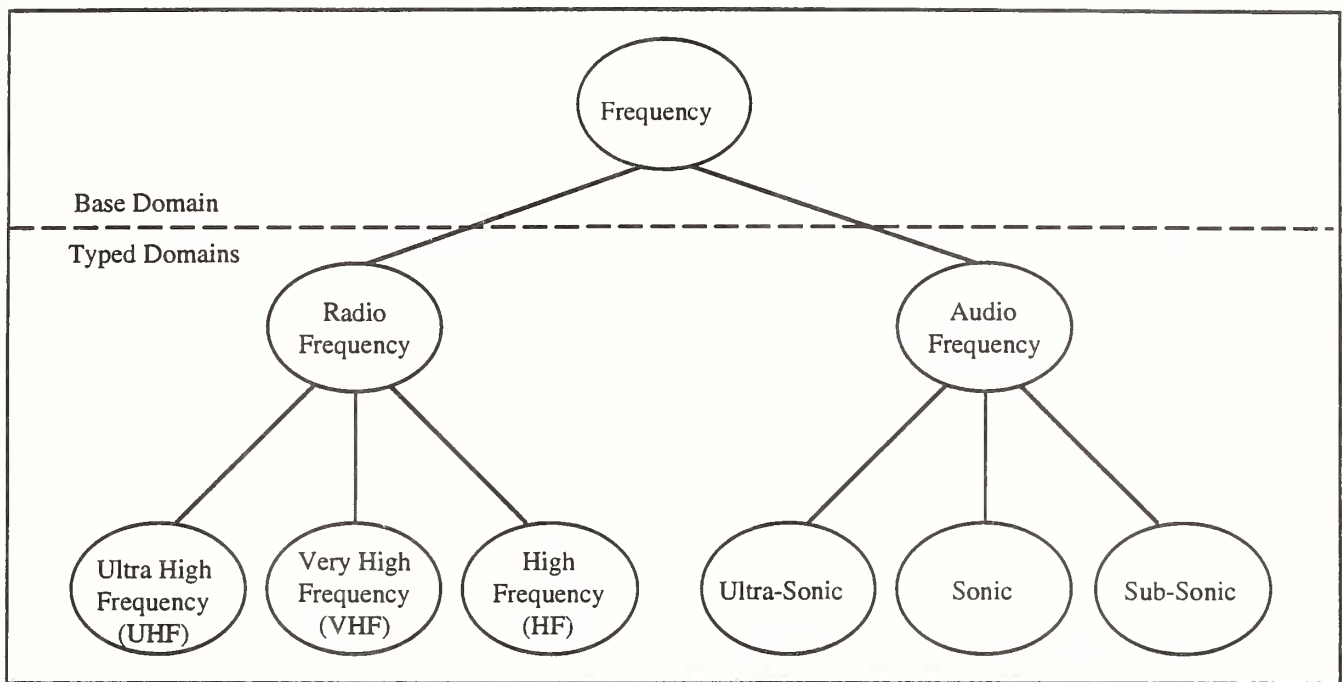 Frequency
Base Domain
Typed Domains
Radio
Frequency
Audio
Frequency
Ultra High
Frequency
(UHF)
Very High
Frequency
(VHF)
High
Frequency
(HF)
Ultra-Sonic
Sonic
Sub-Sonic